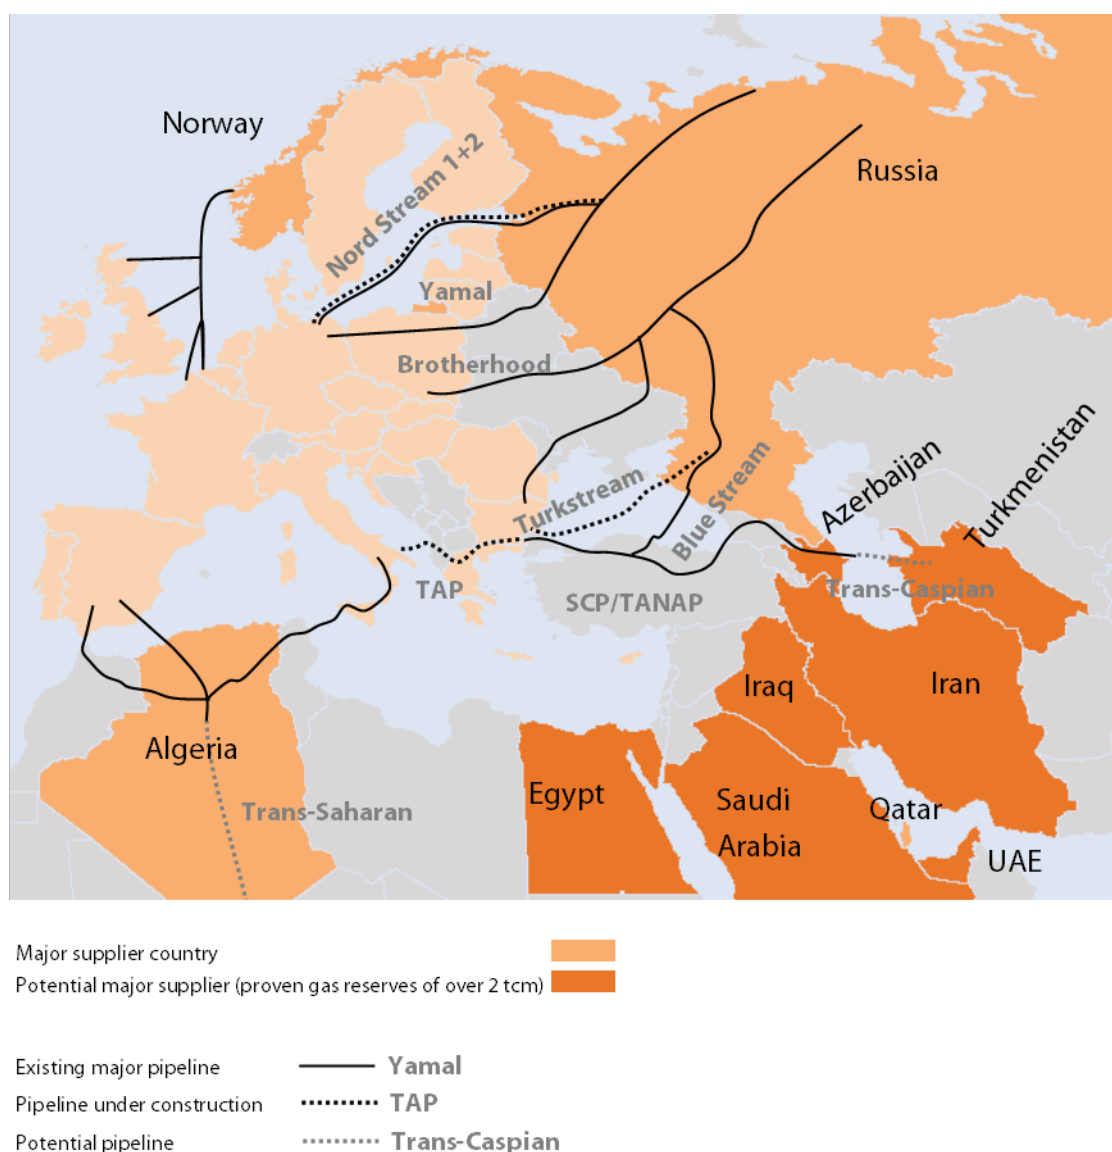 Norway
Russia
Nord Stream 1+2
Yamal
Brotherhood
Azerbaijan
Turkmenistan
Turkstream
Blue Stream
TAP
SCP/TANAP
Trans-Caspian
Iraq
Iran
Algeria
Egypt
Saudi
Arabia
Qatar
Trans-Saharan
UAE
Major supplier country
Potential major supplier (proven gas reserves of over 2 tcm)
Existing major pipeline Yamal
Pipeline under construction TAP
Potential pipeline Trans-Caspian